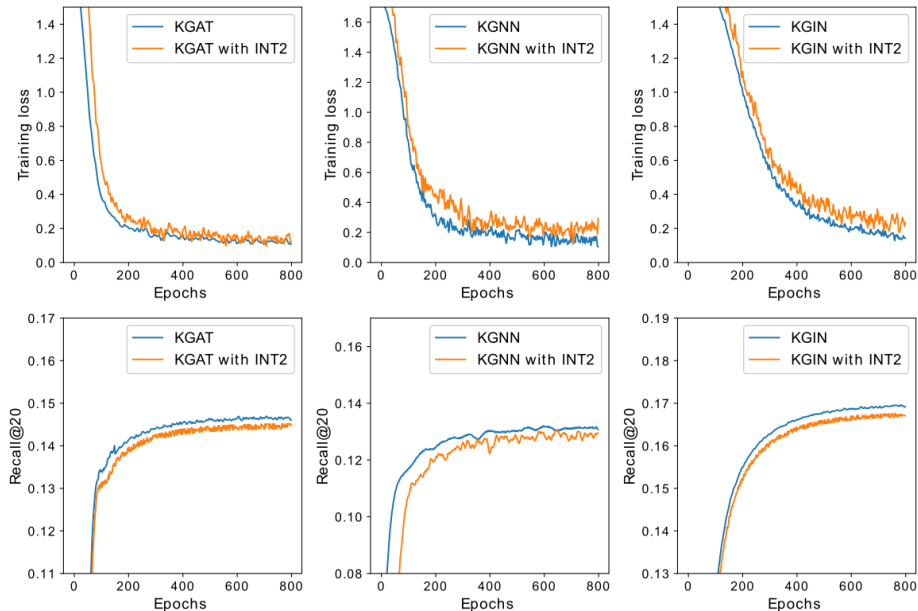 KGAT
KGAT with INT2
Training loss
1.4
1.2
1.0
0.8
0.6
0.4
0.2
0.0
0 200 400 600 800
Epochs
KGNN
KGNN with INT2
Training loss
1.6
1.4
1.2
1.0
0.8
0.6
0.4
0.2
0.0
0 200 400 600 800
Epochs
KGIN
KGIN with INT2
Training loss
1.4
1.2
1.0
0.8
0.6
0.4
0.2
0.0
0 200 400 600 800
Epochs
KGAT
KGAT with INT2
Recall@20
0.17
0.16
0.15
0.14
0.13
0.12
0.11
0 200 400 600 800
Epochs
KGNN
KGNN with INT2
Recall@20
0.16
0.14
0.12
0.10
0.08
0 200 400 600 800
Epochs
KGIN
KGIN with INT2
Recall@20
0.19
0.18
0.17
0.16
0.15
0.14
0.13
0 200 400 600 800
Epochs